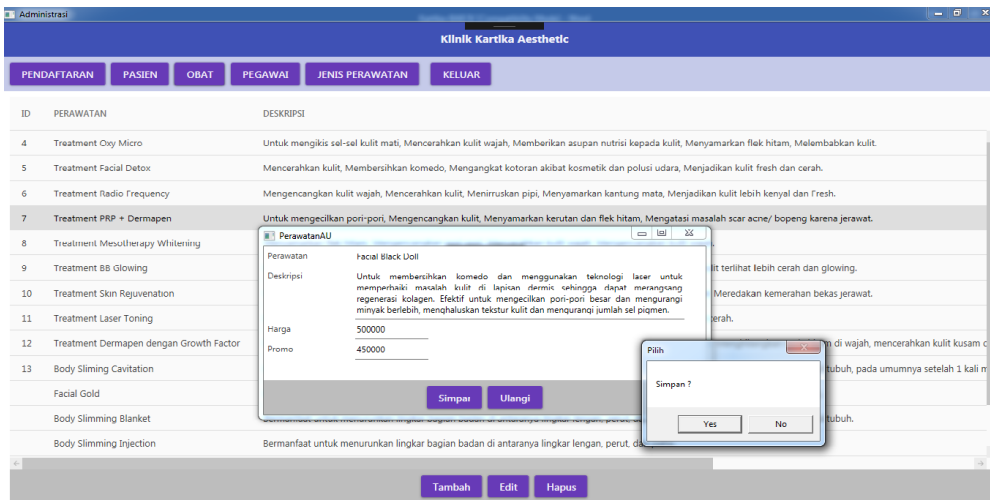 Administrasi
Klinik Kartika Aesthetic
PENDAFTARAN PASIEN OBAT PEGAWAI JENIS PERAWATAN KELUAR
ID PERAWATAN DESKRIPSI
4 Treatment Oxy Micro Untuk mengikis sel-sel kulit mati, Mencerahkan kulit wajah, Memberikan asupan nutrisi kepada kulit, Menyamarkan flek hitam, Melembabkan kulit.
5 Treatment Facial Detox Mencerahkan kulit, Membersihkan komedo, Mengangkat kotoran akibat kosmetik dan polusi udara, Menjadikan kulit fresh dan cerah.
6 Treatment Radio Frequency Mengencangkan kulit wajah, Mencerahkan kulit, Menirruskan pipi, Menyamarkan kantung mata, Menjadikan kulit lebih kenyal dan Fresh.
7 Treatment PRP + Dermapen Untuk mengecilkan pori-pori, Mengencangkan kulit, Menyamarkan kerutan dan flek hitam, Mengatasi masalah scar acne/ bopeng karena jerawat.
8 Treatment Mesotherapy Whitening
9 Treatment BB Glowing lit terlihat lebih cerah dan glowing.
10 Treatment Skin Rejuvenation Meredakan kemerahan bekas jerawat.
11 Treatment Laser Toning cerah.
12 Treatment Dermapen dengan Growth Factor m di wajah, mencerahkan kulit kusam
13 Body Sliming Cavitation tubuh, pada umumnya setelah 1 kali
Facial Gold
Body Slimming Blanket tubuh.
Body Slimming Injection Bermanfaat untuk menurunkan lingkar bagian badan di antaranya lingkar lengan, perut,
PerawatanAU
Perawatan Facial Black Doll
Deskripsi Untuk membersihkan komedo dan menggunakan teknologi laser untuk
memperbaiki masalah kulit di lapisan dermis sehingga dapat merangsang
regenerasi kolagen. Efektif untuk mengecilkan pori-pori besar dan mengurangi
minyak berlebih, menghaluskan tekstur kulit dan mengurangi jumlah sel pigmen.
Harga 500000
Promo 450000
Simpar Ulangi
Pilih
Simpan ?
Yes No
Tambah Edit Hapus